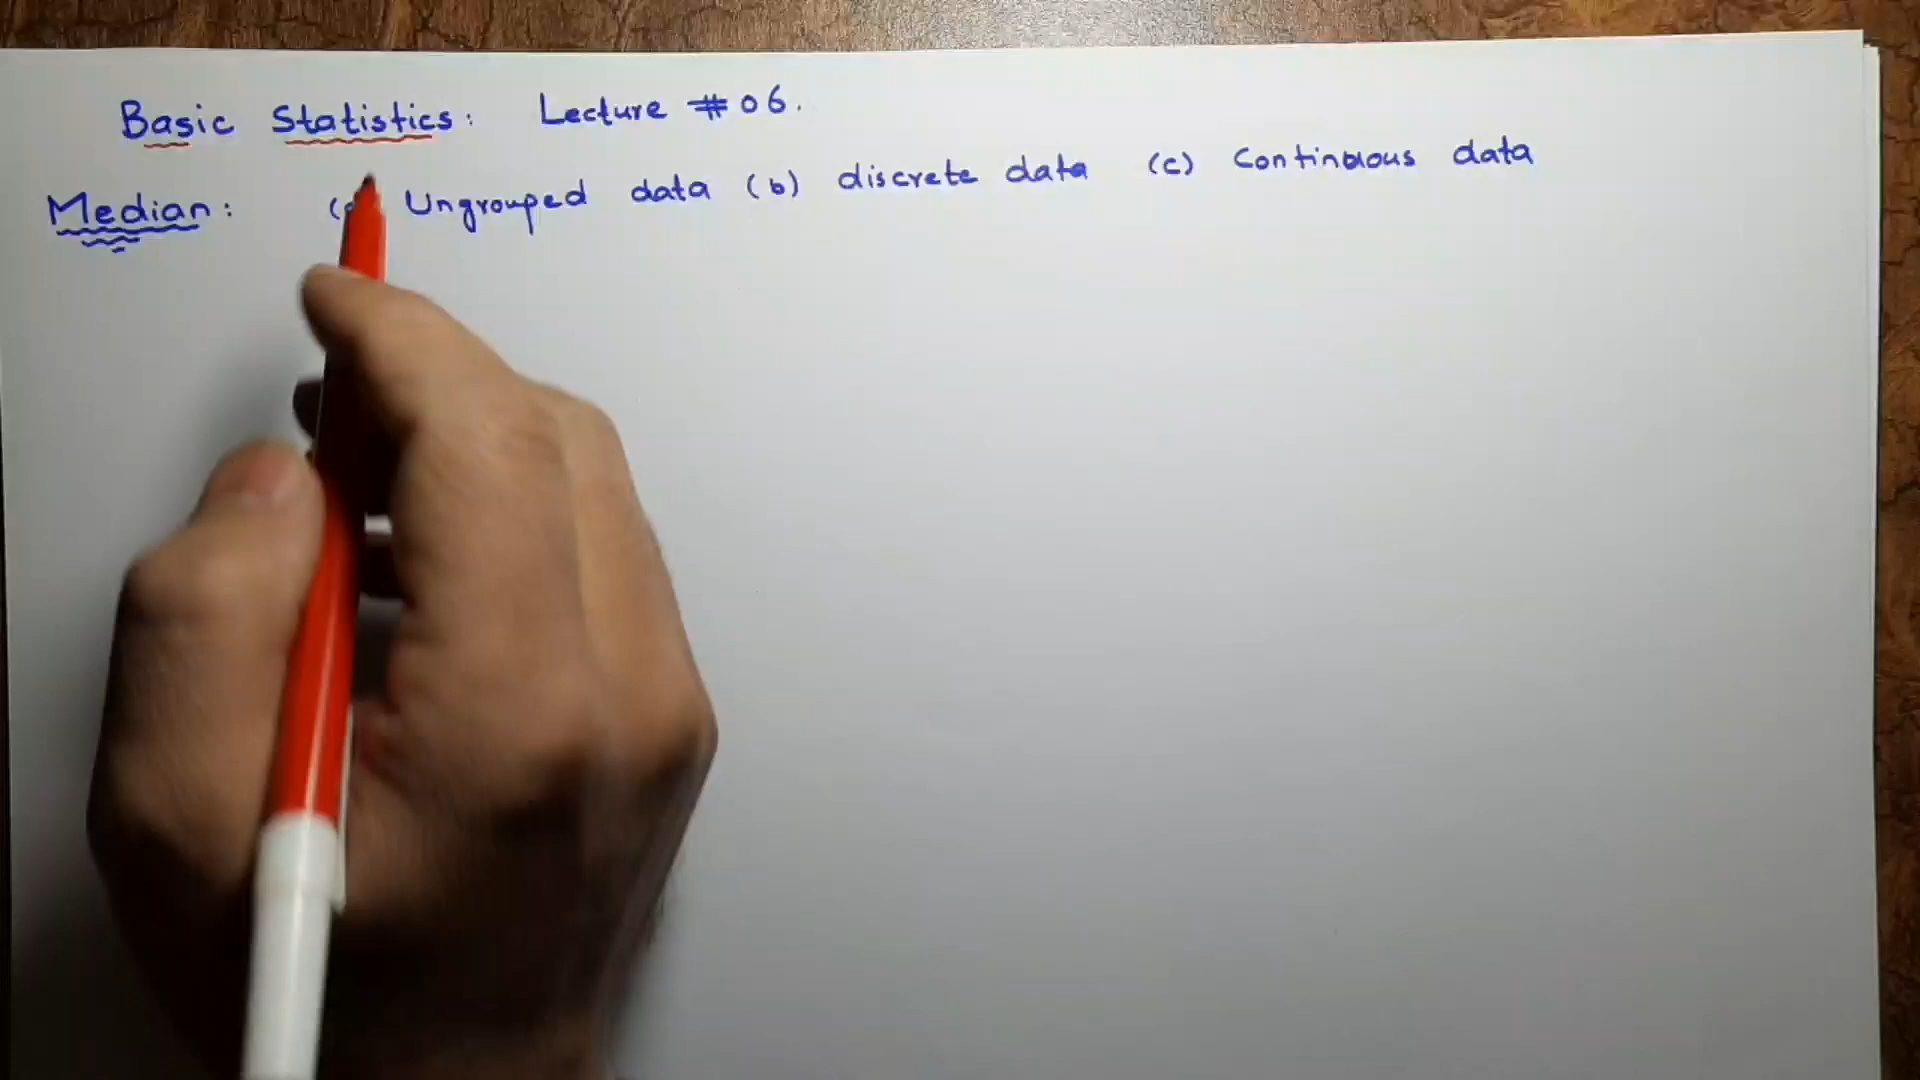 Basic Statistics: Lecture #06.
Median: Ungrouped data (b) discrete data (c) Continuous data